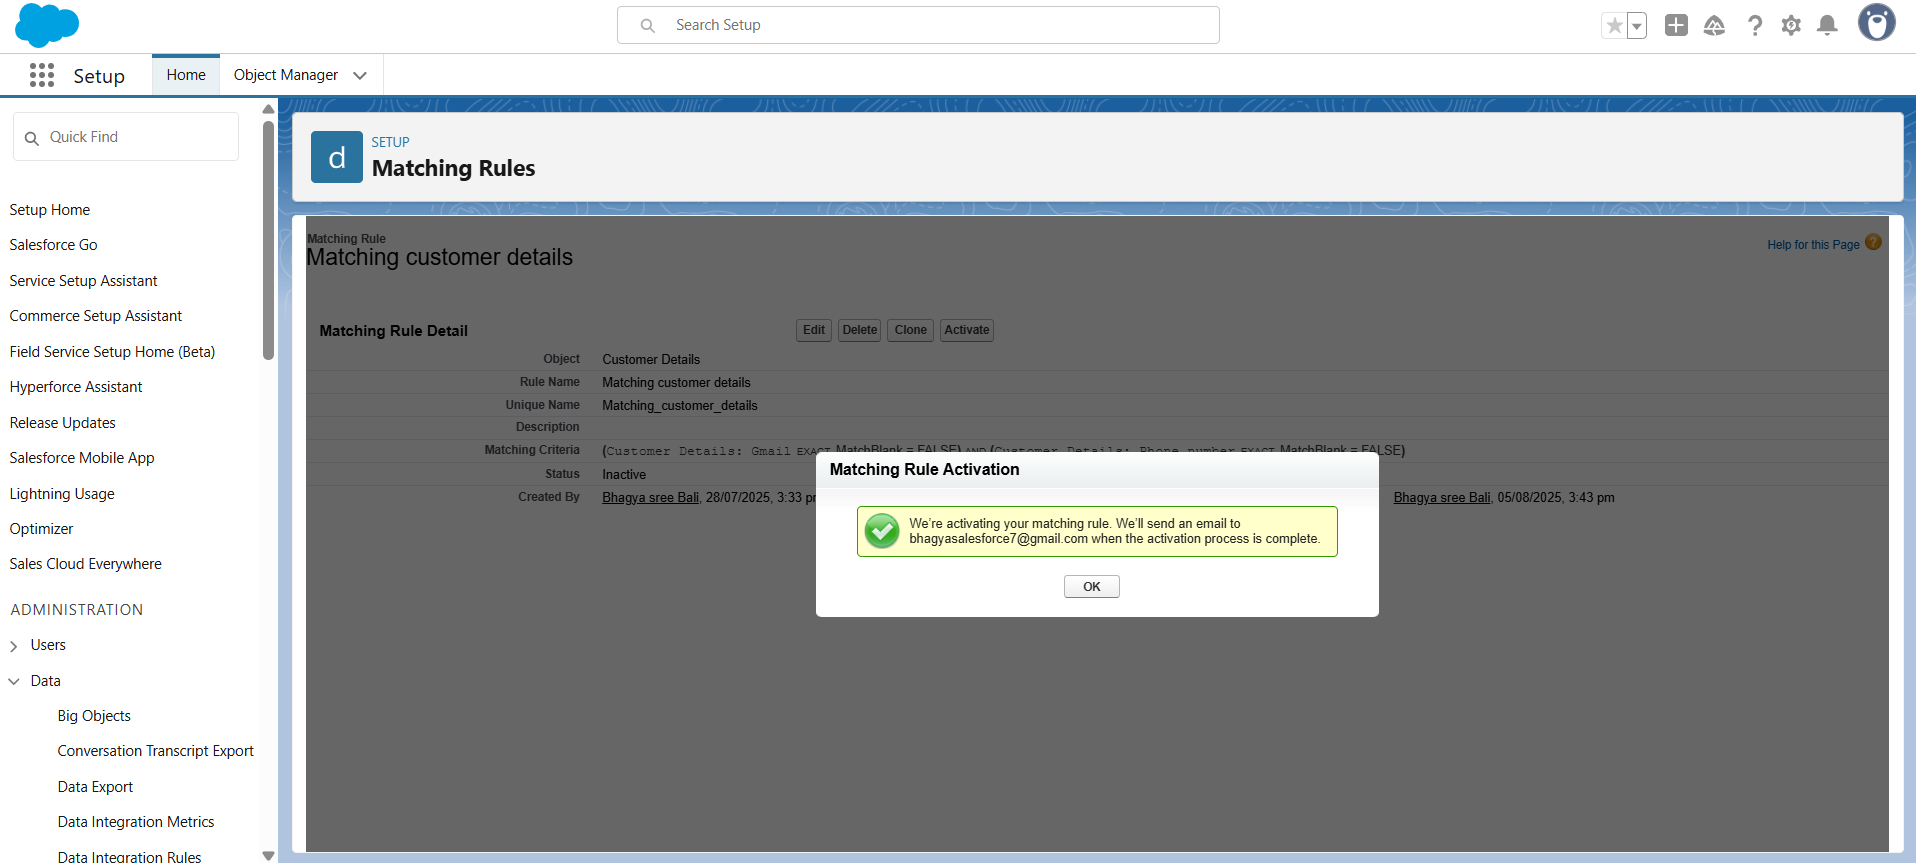 Search Setup
Setup
Home
Object Manager
Quick Find
Setup Home
Salesforce Go
Service Setup Assistant
Commerce Setup Assistant
Field Service Setup Home (Beta)
Hyperforce Assistant
Release Updates
Salesforce Mobile App
Lightning Usage
Optimizer
Sales Cloud Everywhere
ADMINISTRATION
Users
Data
Big Objects
Conversation Transcript Export
Data Export
Data Integration Metrics
Data Integration Rules
d
SETUP
Matching Rules
Matching Rule
Matching customer details
Help for this Page ?
Matching Rule Detail
Edit Delete Clone Activate
Object Customer Details
Rule Name Matching customer details
Unique Name Matching_customer_details
Description
Matching Criteria (Customer Details: Gmail EXACT MatchBlank = FALSE) AND (Customer Details: Phone number EXACT MatchBlank = FALSE)
Status Inactive
Created By Bhagya sree Bali, 28/07/2025, 3:33 Bhagya sree Bali, 05/08/2025, 3:43 pm
Matching Rule Activation
We're activating your matching rule. We'll send an email to
bhagyasalesforce7@gmail.com when the activation process is complete.
OK